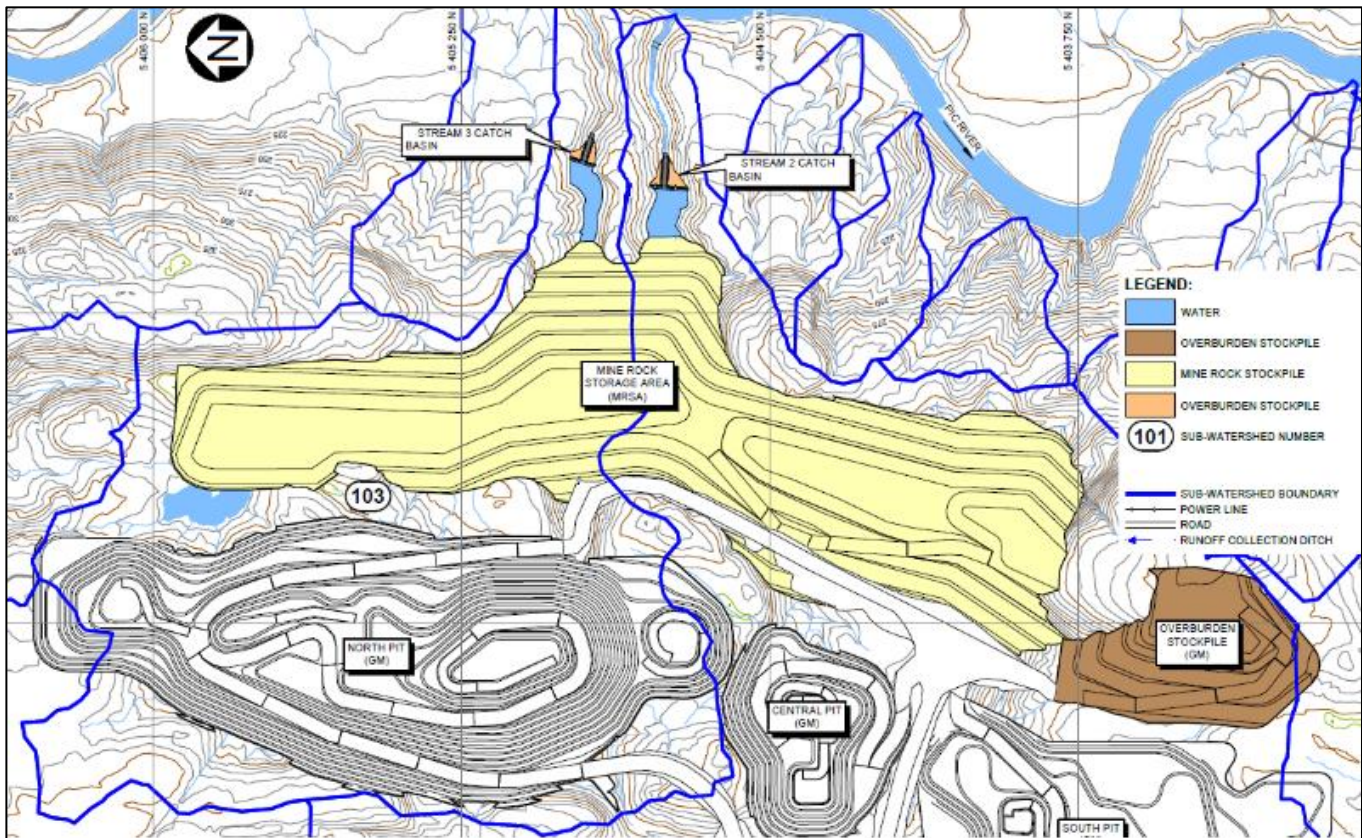 5 406 000 N
5 405 250 N
5 404 500 N
5 403 750 N
N
PIC RIVER
STREAM 3 CATCH
BASIN
STREAM 2 CATCH
BASIN
LEGEND:
WATER
OVERBURDEN STOCKPILE
MINE ROCK STOCKPILE
OVERBURDEN STOCKPILE
101 SUB-WATERSHED NUMBER
SUB-WATERSHED BOUNDARY
POWER LINE
ROAD
RUNOFF COLLECTION DITCH
MINE ROCK
STORAGE AREA
(MRSA)
103
NORTH PIT
(GM)
CENTRAL PIT
(GM)
OVERBURDEN
STOCKPILE
(GM)
SOUTH PIT